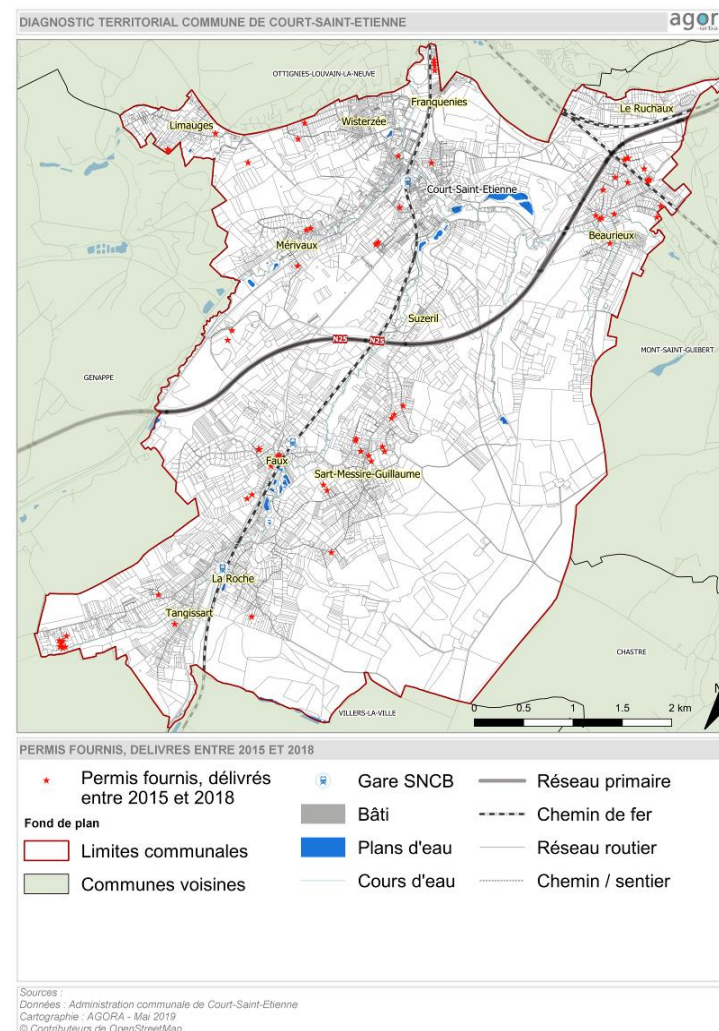 DIAGNOSTIC TERRITORIAL COMMUNE DE COURT-SAINT-ETIENNE
agor
urba
OTTIGNIES-LOUVAIN-LA-NEUVE
Franquenies
Le Ruchaux
Limauges
Wisterzée
Court-Saint-Etienne
Beaurieux
Mérivaux
Suzeril
N25
N25
MONT-SAINT-GUIBERT
GENAPPE
Faux
Sart-Messire-Guillaume
La Roche
Tangissart
CHASTRE
VILLERS-LA-VILLE
N
0 0.5 1 1.5 2 km
PERMIS FOURNIS, DELIVRES ENTRE 2015 ET 2018
Permis fournis, délivrés
entre 2015 et 2018
Fond de plan
Limites communales
Communes voisines
Gare SNCB
Bâti
Plans d'eau
Cours d'eau
Réseau primaire
Chemin de fer
Réseau routier
Chemin / sentier
Sources :
Données : Administration communale de Court-Saint-Etienne
Cartographie : AGORA - Mai 2019
© Contributeurs de OpenStreetMap